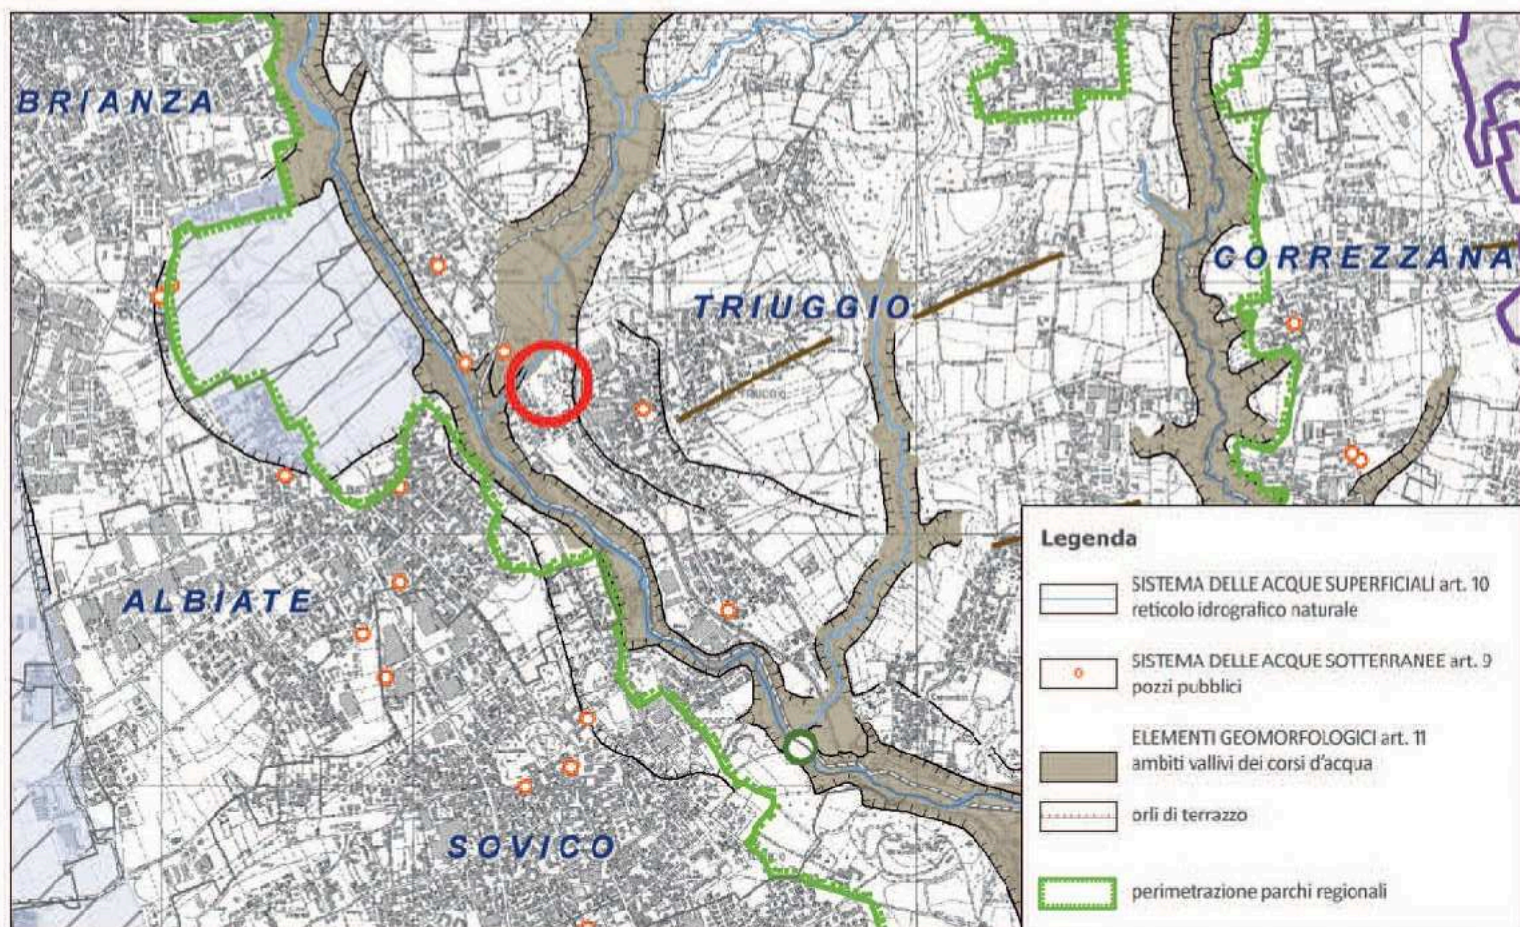 BRIANZA
CORREZZANA
TRIUGGIO
ALBIATE
SOVICO
Legenda
SISTEMA DELLE ACQUE SUPERFICIALI art. 10
reticolo idrografico naturale
SISTEMA DELLE ACQUE SOTTERRANEE art. 9
pozzi pubblici
ELEMENTI GEOMORFOLOGICI art. 11
ambiti vallivi dei corsi d'acqua
orli di terrazzo
perimetrazione parchi regionali